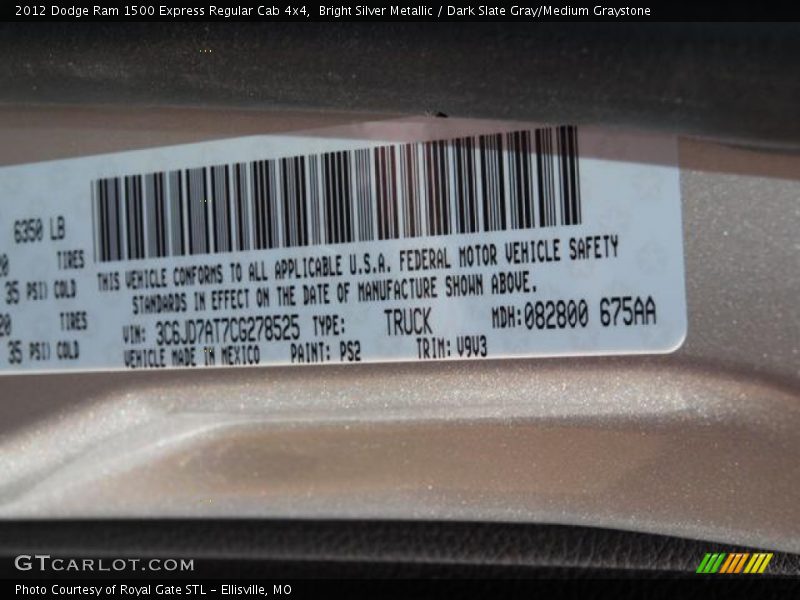 2012 Dodge Ram 1500 Express Regular Cab 4x4,  Bright Silver Metallic / Dark Slate Gray/Medium Graystone
6350 LB
TIRES
35 PSI) COLD
TIRES
35 PSI) COLD
THIS VEHICLE CONFORMS TO ALL APPLICABLE U.S.A. FEDERAL MOTOR VEHICLE SAFETY
STANDARDS IN EFFECT ON THE DATE OF MANUFACTURE SHOWN ABOVE.
VIN: 3C6JD7AT7CG278525 TYPE: TRUCK MDH:082800 675AA
VEHICLE MADE IN MEXICO PAINT: PS2 TRIM: V9V3
GTCARLOT.COM
Photo Courtesy of Royal Gate STL - Ellisville, MO